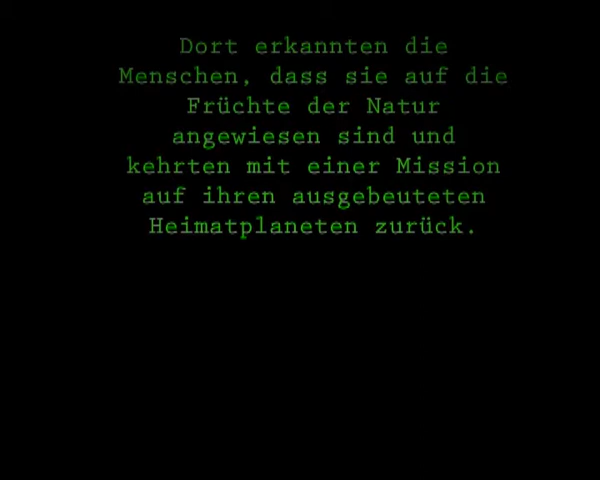 Dort erkannten die
Menschen, dass sie auf die
Früchte der Natur
angewiesen sind und
kehrten mit einer Mission
auf ihren ausgebeuteten
Heimatplaneten zurück.